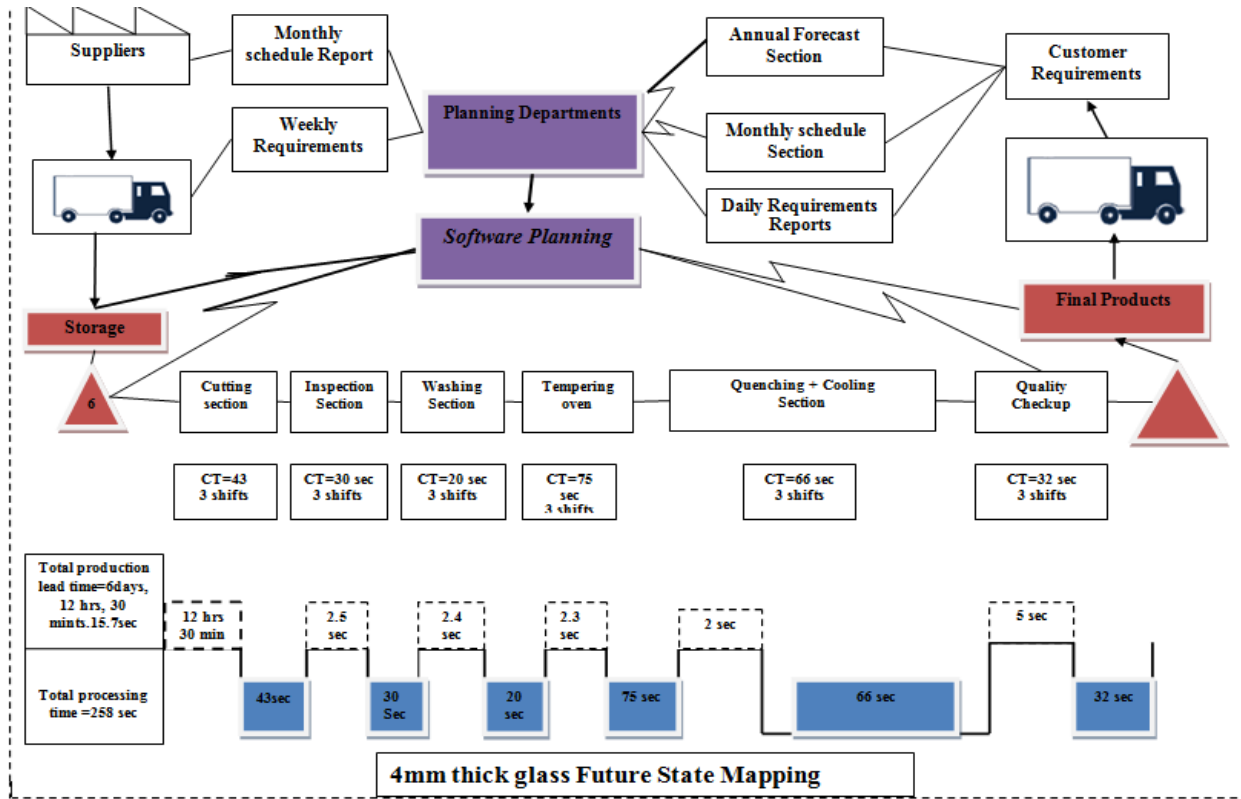 Suppliers
Monthly
schedule Report
Weekly
Requirements
Planning Departments
Annual Forecast
Section
Monthly schedule
Section
Daily Requirements
Reports
Customer
Requirements
Software Planning
Storage
Final Products
6
Cutting
section
Inspection
Section
Washing
Section
Tempering
oven
Quenching + Cooling
Section
Quality
Checkup
CT=43
3 shifts
CT=30 sec
3 shifts
CT=20 sec
3 shifts
CT=75
sec
3 shifts
CT=66 sec
3 shifts
CT=32 sec
3 shifts
Total production
lead time=6days,
12 hrs, 30
mints.15.7sec
12 hrs
30 min
2.5
sec
2.4
sec
2.3
sec
2 sec
5 sec
Total processing
time =258 sec
43sec
30
Sec
20
sec
75 sec
66 sec
32 sec
4mm thick glass Future State Mapping